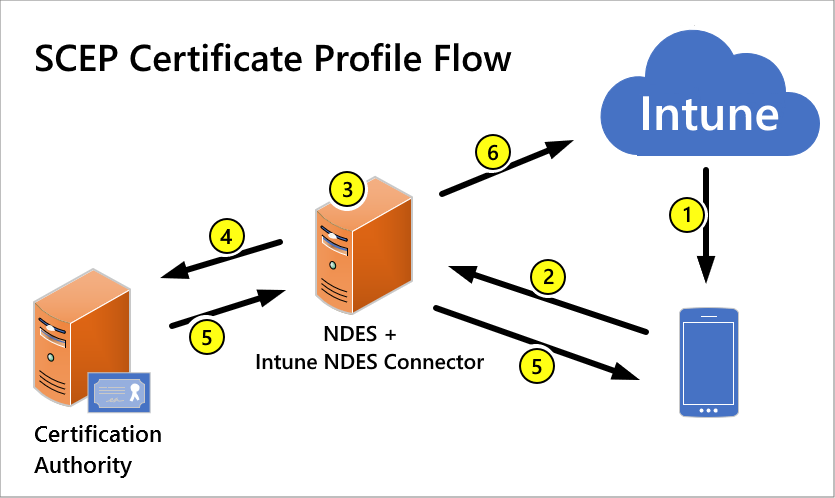 SCEP Certificate Profile Flow
Intune
6
3
1
4
2
5
NDES +
Intune NDES Connector
5
Certification
Authority